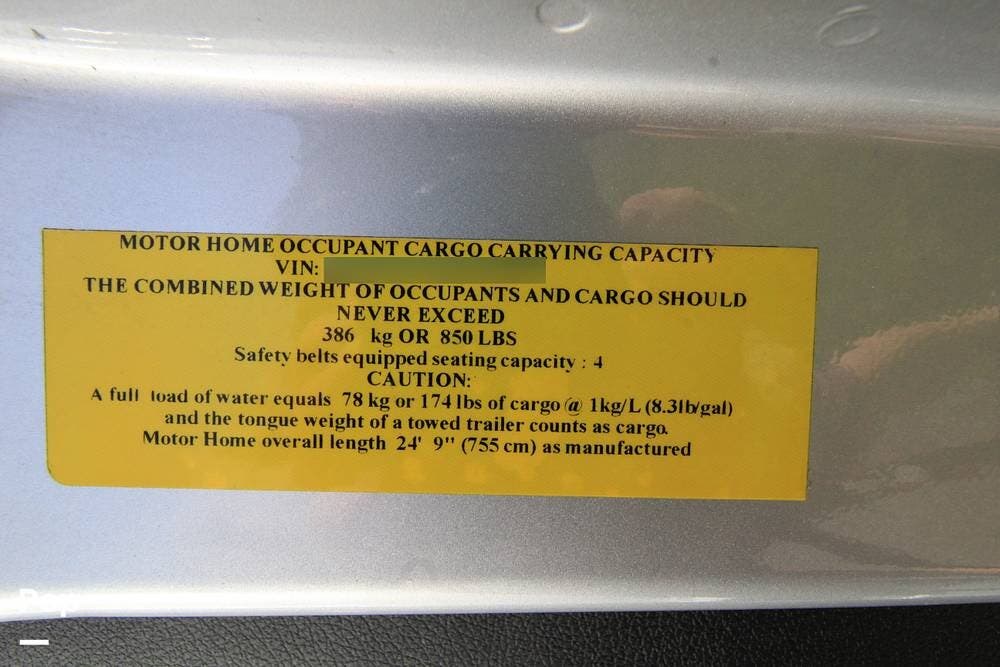 MOTOR HOME OCCUPANT CARGO CARRYING CAPACITY
VIN:
THE COMBINED WEIGHT OF OCCUPANTS AND CARGO SHOULD
NEVER EXCEED
386 kg OR 850 LBS
Safety belts equipped seating capacity : 4
CAUTION:
A full load of water equals 78 kg or 174 lbs of cargo @ 1kg/L (8.3lb/gal)
and the tongue weight of a towed trailer counts as cargo.
Motor Home overall length 24' 9" (755 cm) as manufactured